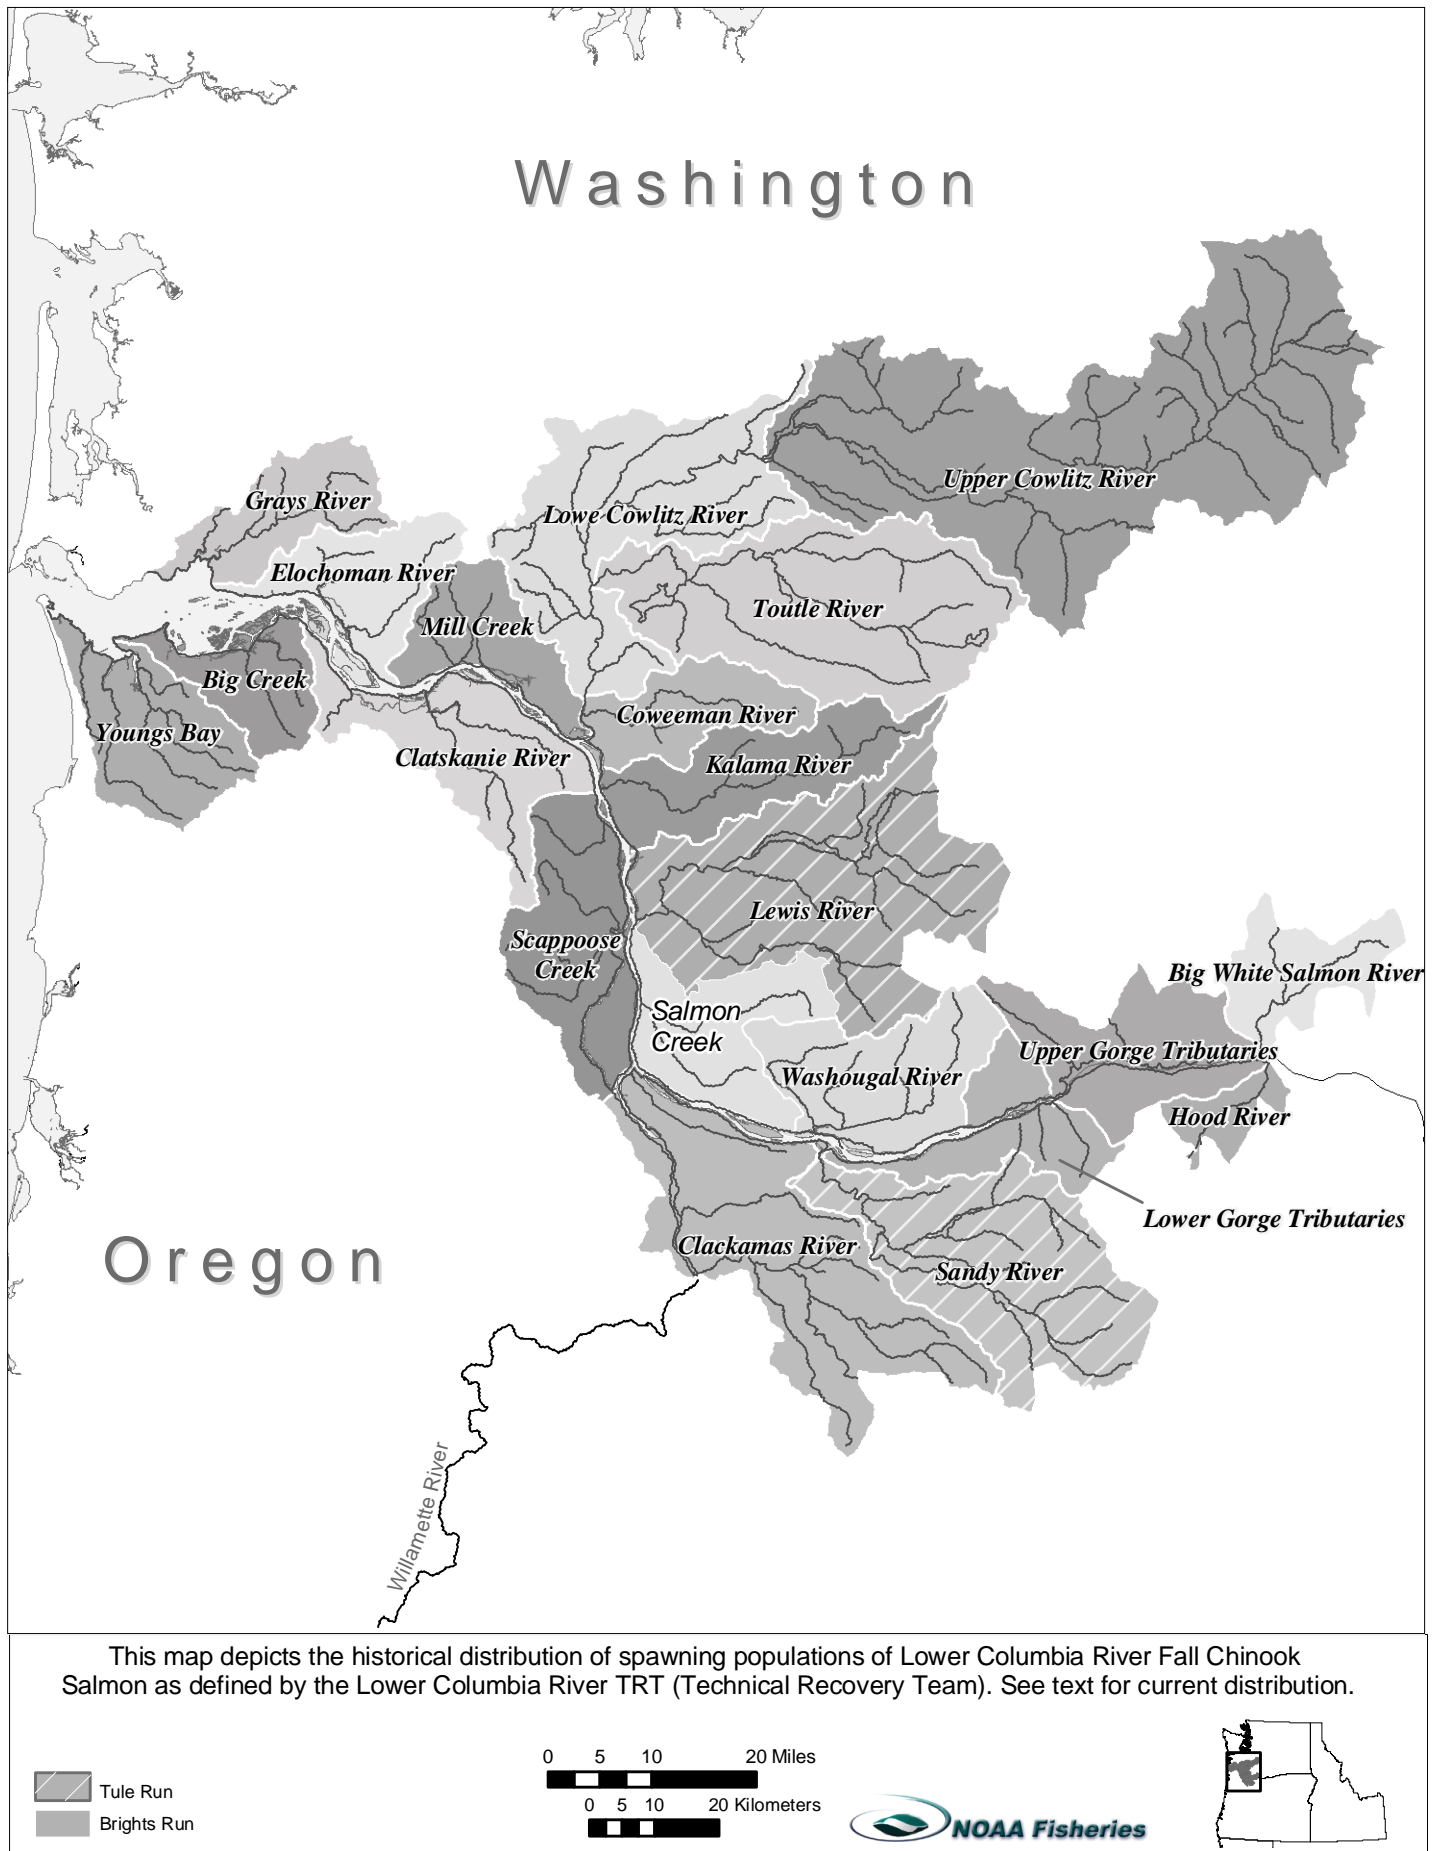 Washington
Upper Cowlitz River
Grays River
Lowe Cowlitz River
Elochoman River
Toutle River
Mill Creek
Big Creek
Coweeman River
Youngs Bay
Clatskanie River
Kalama River
Lewis River
Scappoose
Creek
Big White Salmon River
Salmon
Creek
Upper Gorge Tributaries
Washougal River
Hood River
Lower Gorge Tributaries
Oregon
Clackamas River
Sandy River
Willamette River
This map depicts the historical distribution of spawning populations of Lower Columbia River Fall Chinook
Salmon as defined by the Lower Columbia River TRT (Technical Recovery Team). See text for current distribution.
0 5 10 20 Miles
Tule Run
0 5 10 20 Kilometers
Brights Run
NOAA Fisheries